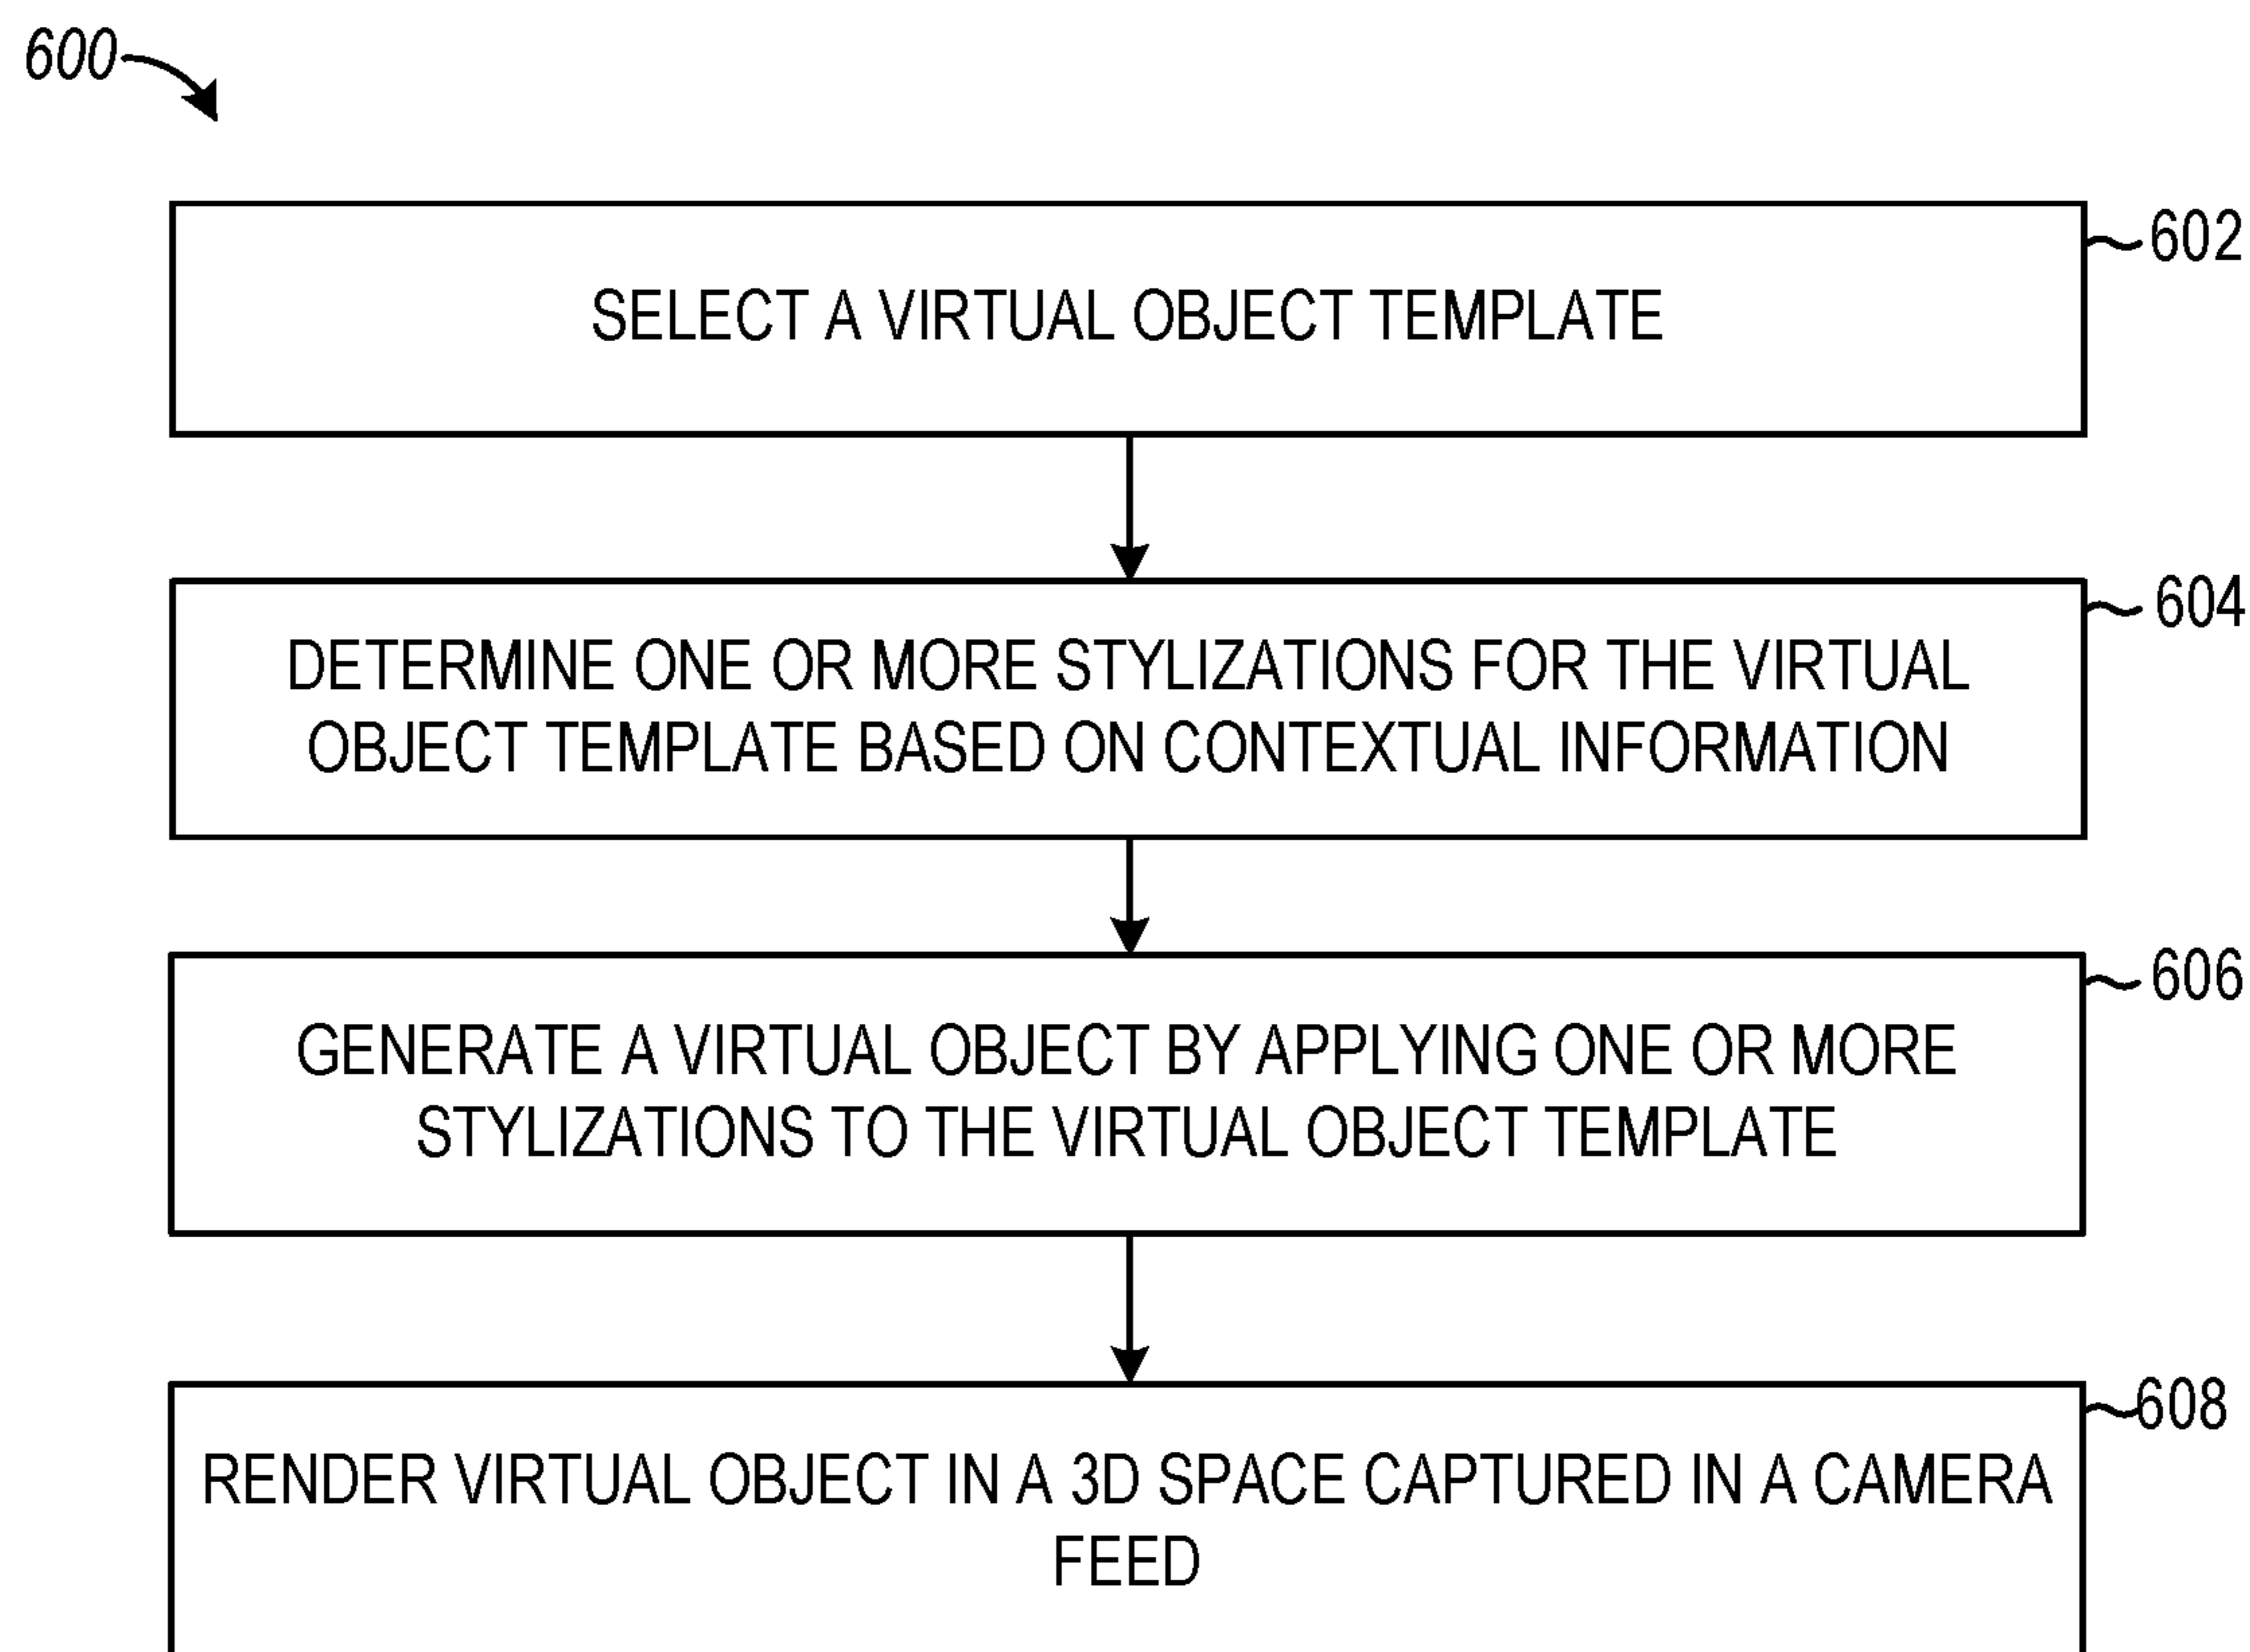 600
602
SELECT A VIRTUAL OBJECT TEMPLATE
604
DETERMINE ONE OR MORE STYLIZATIONS FOR THE VIRTUAL
OBJECT TEMPLATE BASED ON CONTEXTUAL INFORMATION
606
GENERATE A VIRTUAL OBJECT BY APPLYING ONE OR MORE
STYLIZATIONS TO THE VIRTUAL OBJECT TEMPLATE
608
RENDER VIRTUAL OBJECT IN A 3D SPACE CAPTURED IN A CAMERA
FEED